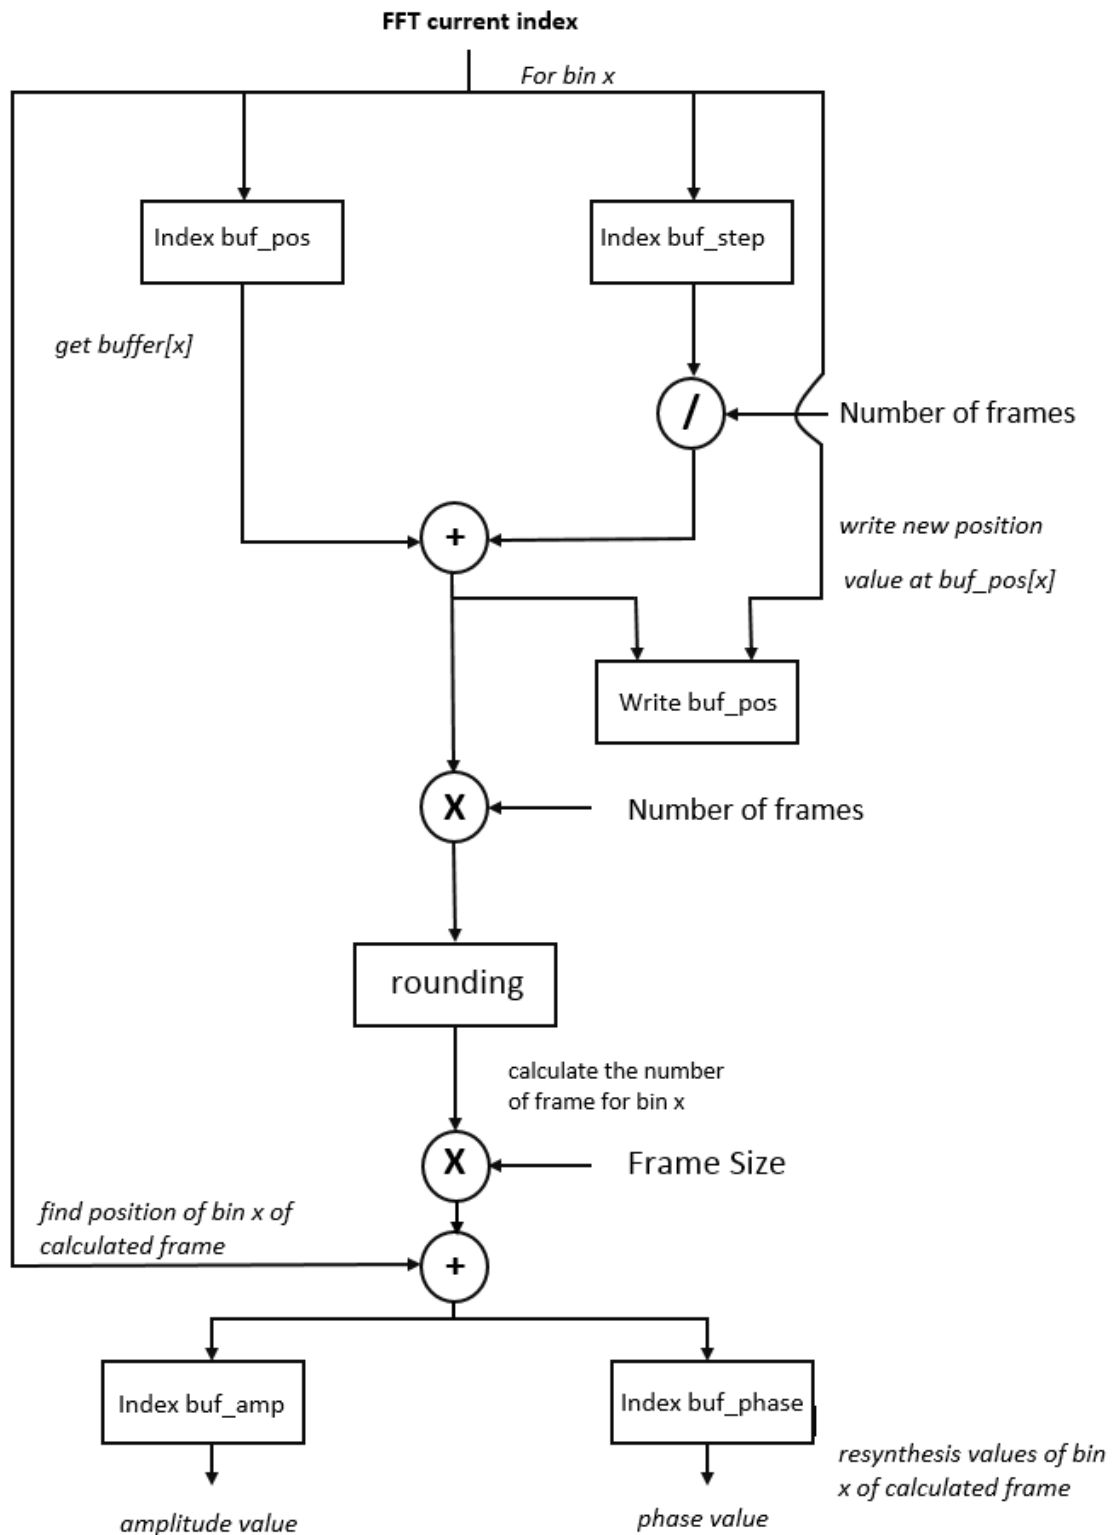 FFT current index
For bin x
Index buf_pos
Index buf_step
get buffer[x]
/
Number of frames
+
write new position
value at buf_pos[x]
Write buf_pos
X
Number of frames
rounding
calculate the number
of frame for bin x
X
Frame Size
find position of bin x of
calculated frame
+
Index buf_amp
Index buf_phase
resynthesis values of bin
x of calculated frame
amplitude value
phase value